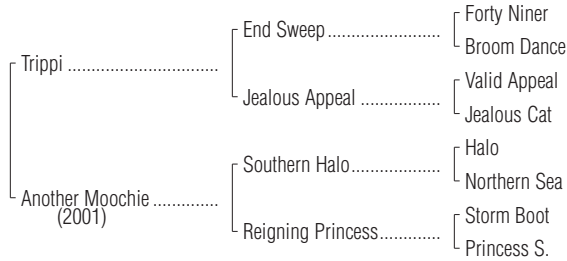 Forty Niner
End Sweep
Broom Dance
Trippi
Valid Appeal
Jealous Appeal
Jealous Cat
Halo
Southern Halo
Northern Sea
Another Moochie
(2001)
Storm Boot
Reigning Princess
Princess S.